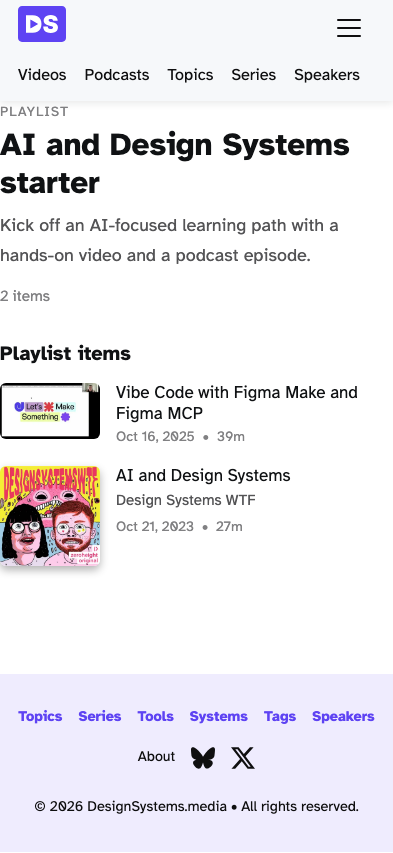 DS
Videos Podcasts Topics Series Speakers
PLAYLIST
AI and Design Systems
starter
Kick off an AI-focused learning path with a
hands-on video and a podcast episode.
2 items
Playlist items
Let's Make
Something
Vibe Code with Figma Make and
Figma MCP
Oct 16, 2025 • 39m
DESIGNSYSTEMSWTF
zeroheight
original
AI and Design Systems
Design Systems WTF
Oct 21, 2023 • 27m
Topics Series Tools Systems Tags Speakers
About
© 2026 DesignSystems.media • All rights reserved.